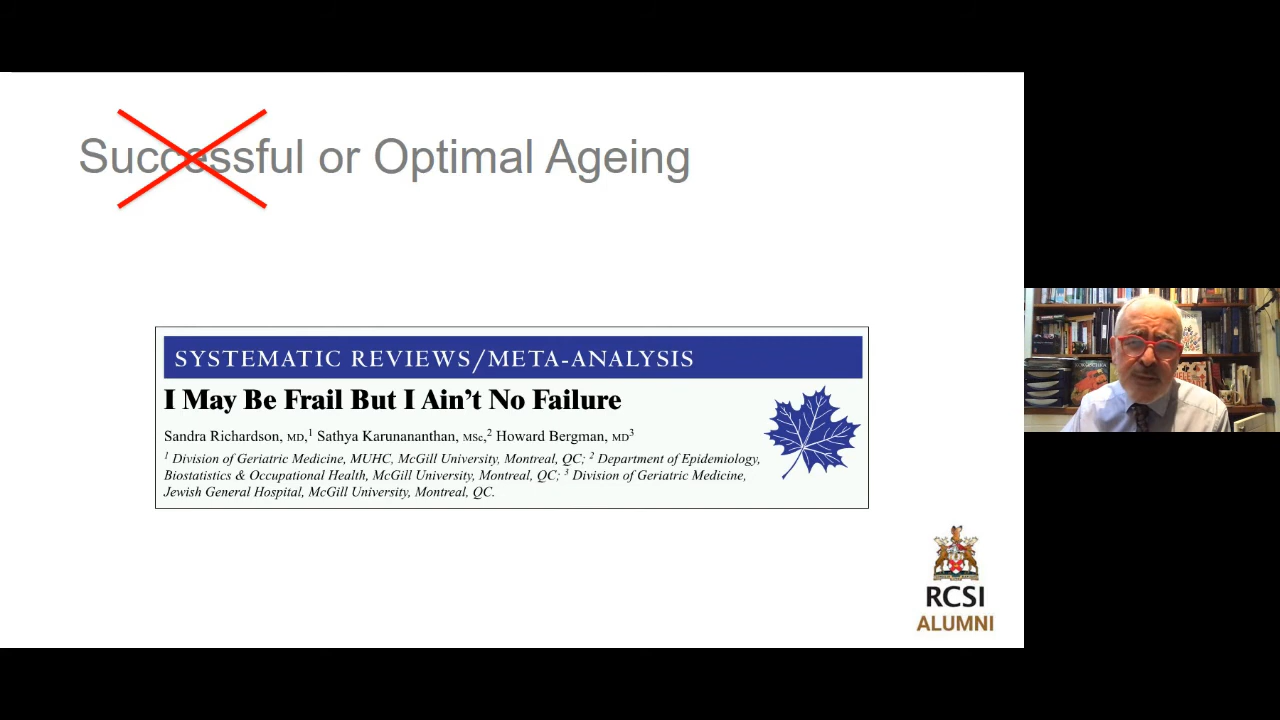 Successful or Optimal Ageing
SYSTEMATIC REVIEWS/META-ANALYSIS
I May Be Frail But I Ain't No Failure
Sandra Richardson, MD,¹ Sathya Karunananthan, MSc,² Howard Bergman, MD³
¹ Division of Geriatric Medicine, MUHC, McGill University, Montreal, QC; ² Department of Epidemiology,
Biostatistics & Occupational Health, McGill University, Montreal, QC; ³ Division of Geriatric Medicine,
Jewish General Hospital, McGill University, Montreal, QC.
RCSI
ALUMNI